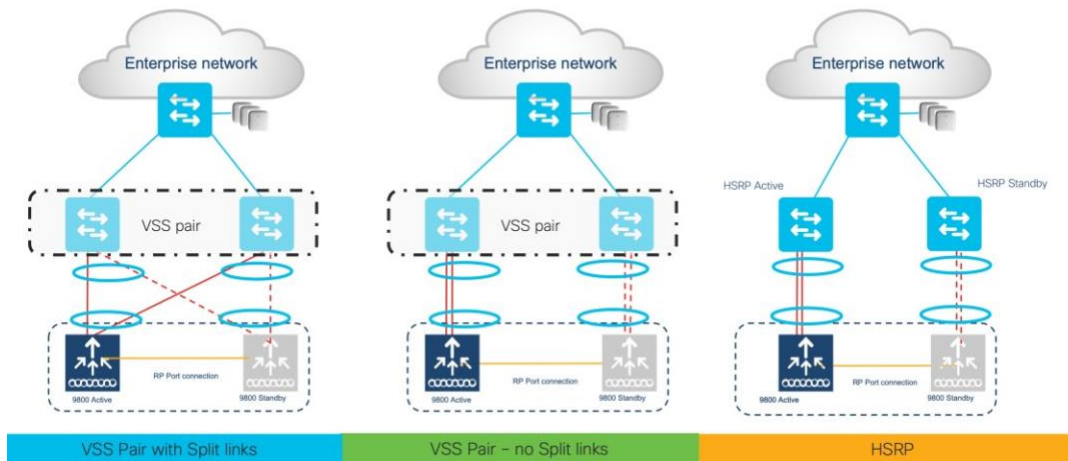 Enterprise network
Enterprise network
Enterprise network
HSRP Active
HSRP Standby
VSS pair
VSS pair
RP Port connection
RP Port connection
RP Port connection
9800 Active
9800 Standby
9800 Active
9800 Standby
9800 Active
9800 Standby
VSS Pair with Split links
VSS Pair – no Split links
HSRP